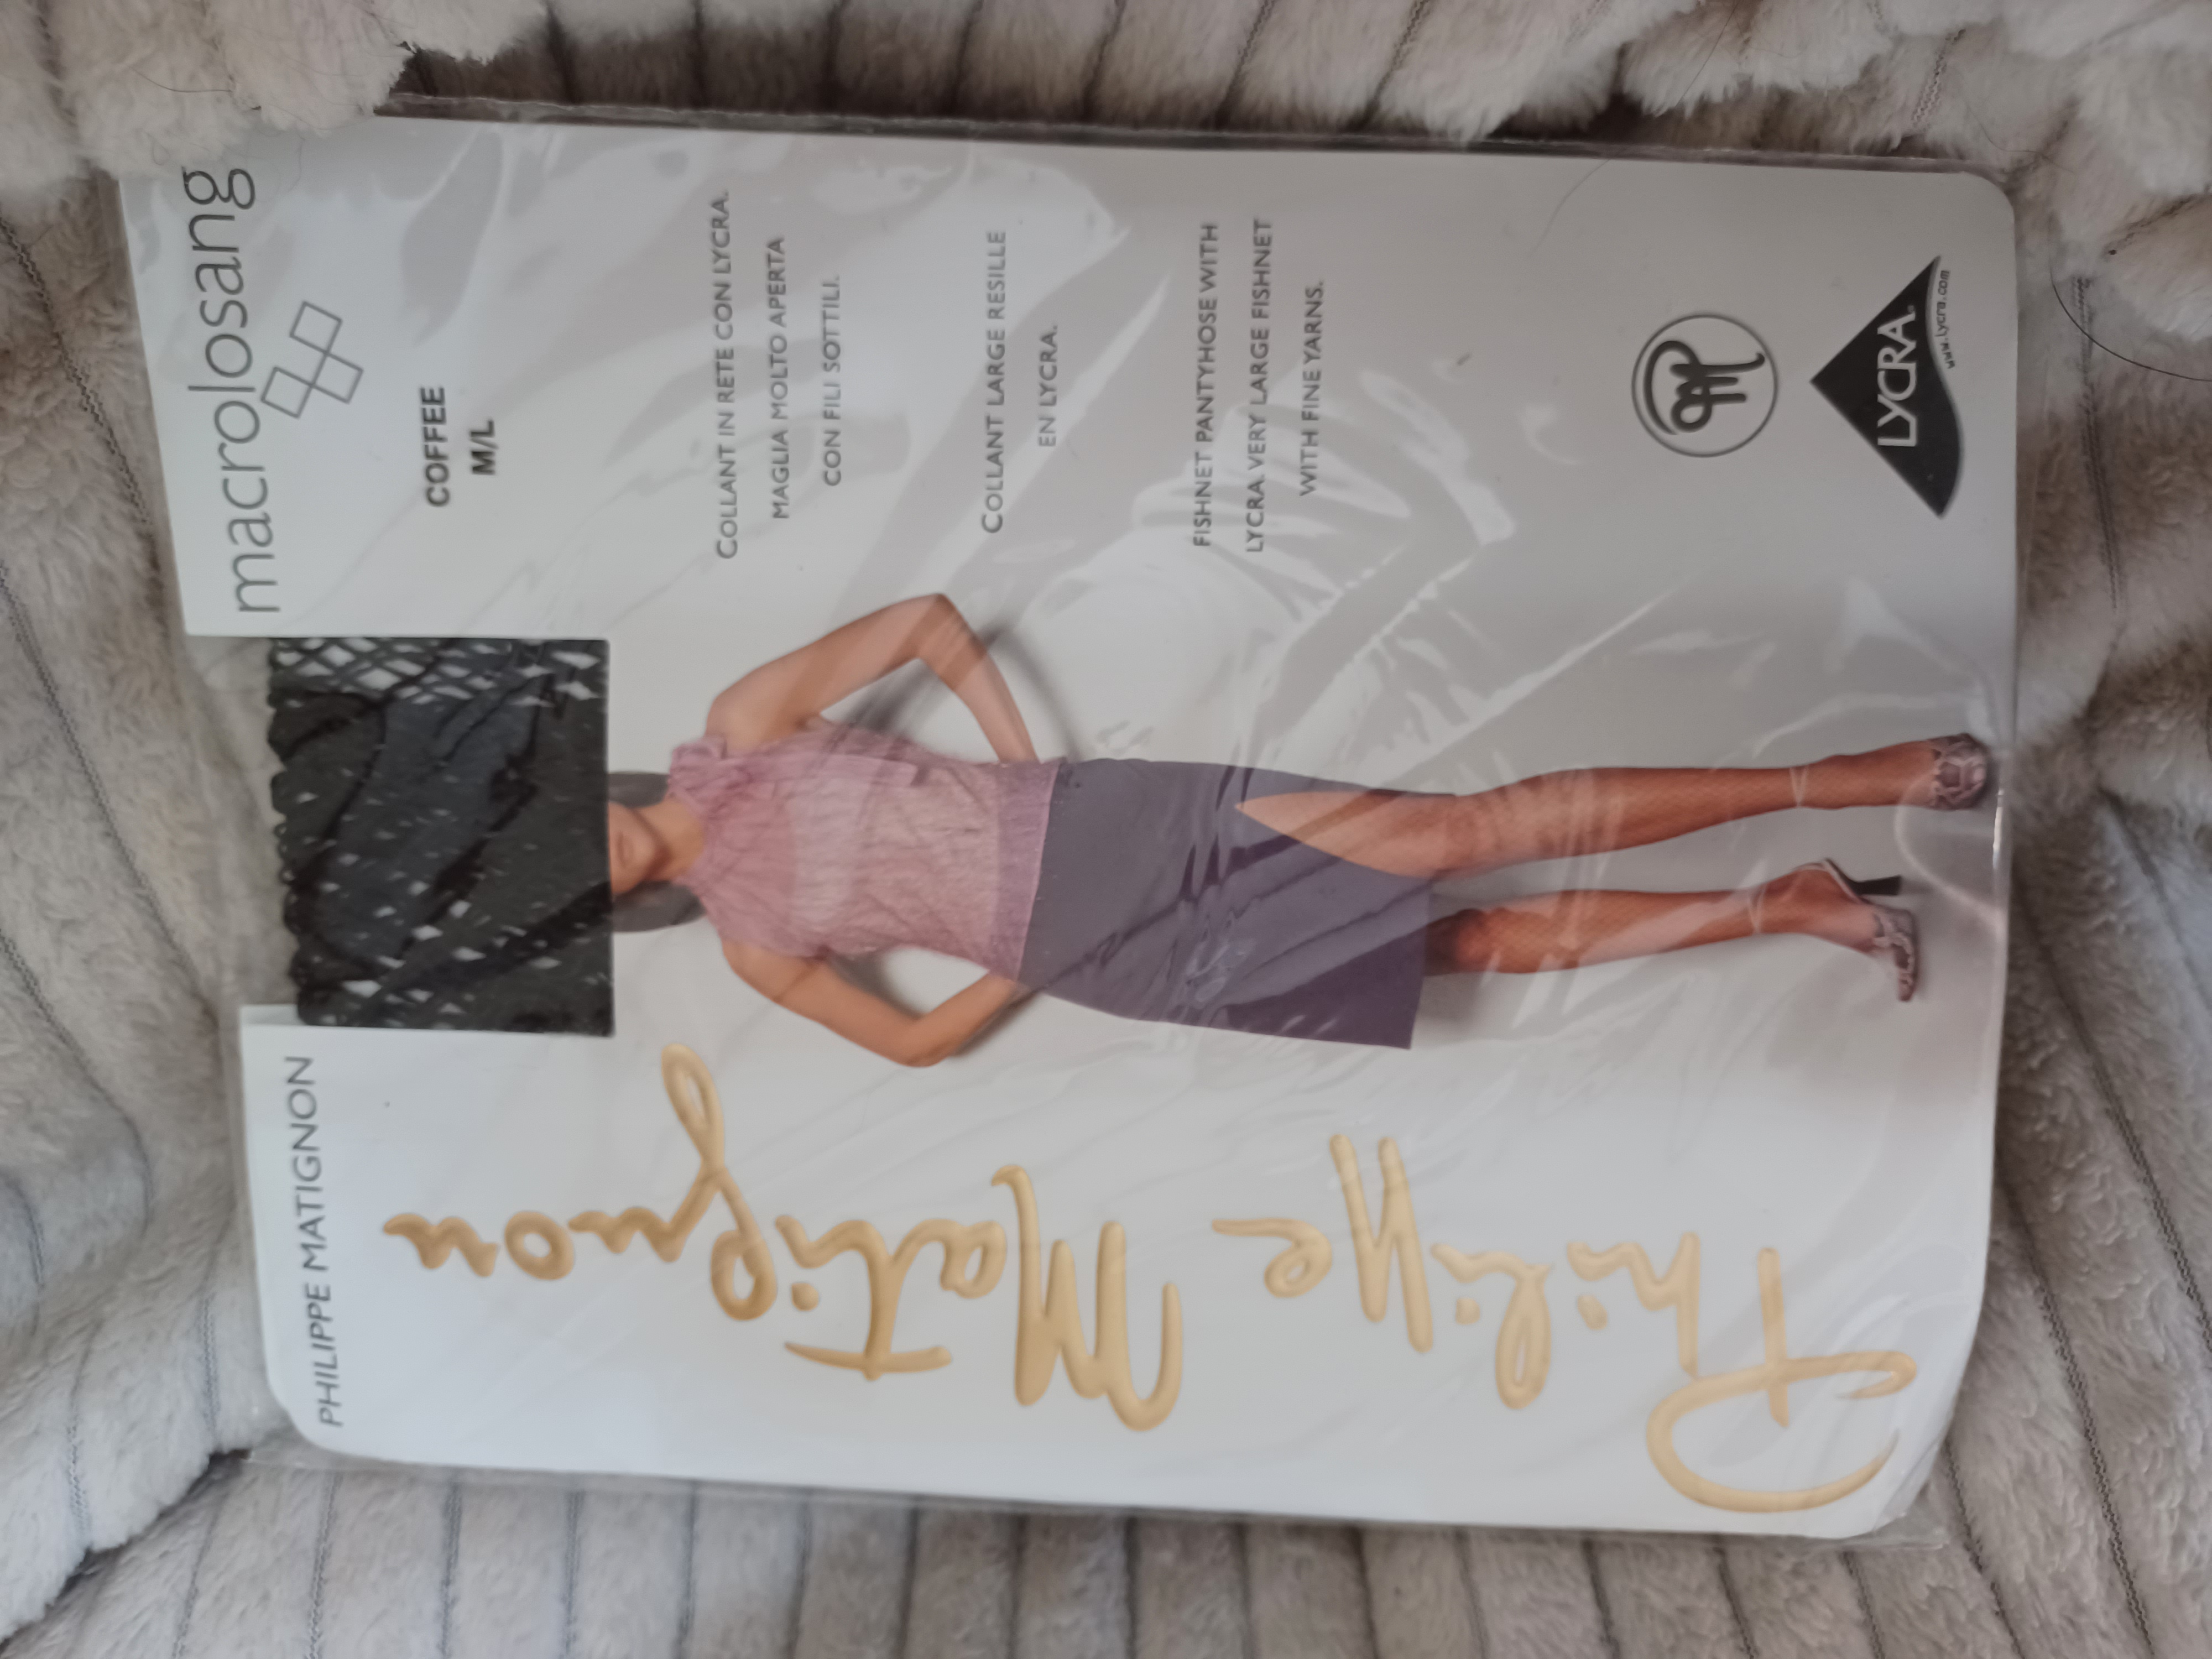 PHILIPPE MATIGNON
macrolosang
COFFEE
M/L
COLLANT IN RETE CON LYCRA.
MAGLIA MOLTO APERTA
CON FILI SOTTILI.
COLLANT LARGE RESILLE
EN LYCRA.
FISHNET PANTYHOSE WITH
LYCRA VERY LARGE FISHNET
WITH FINE YARNS.
Philippe Matignon
LYCRA.
www.lycra.com